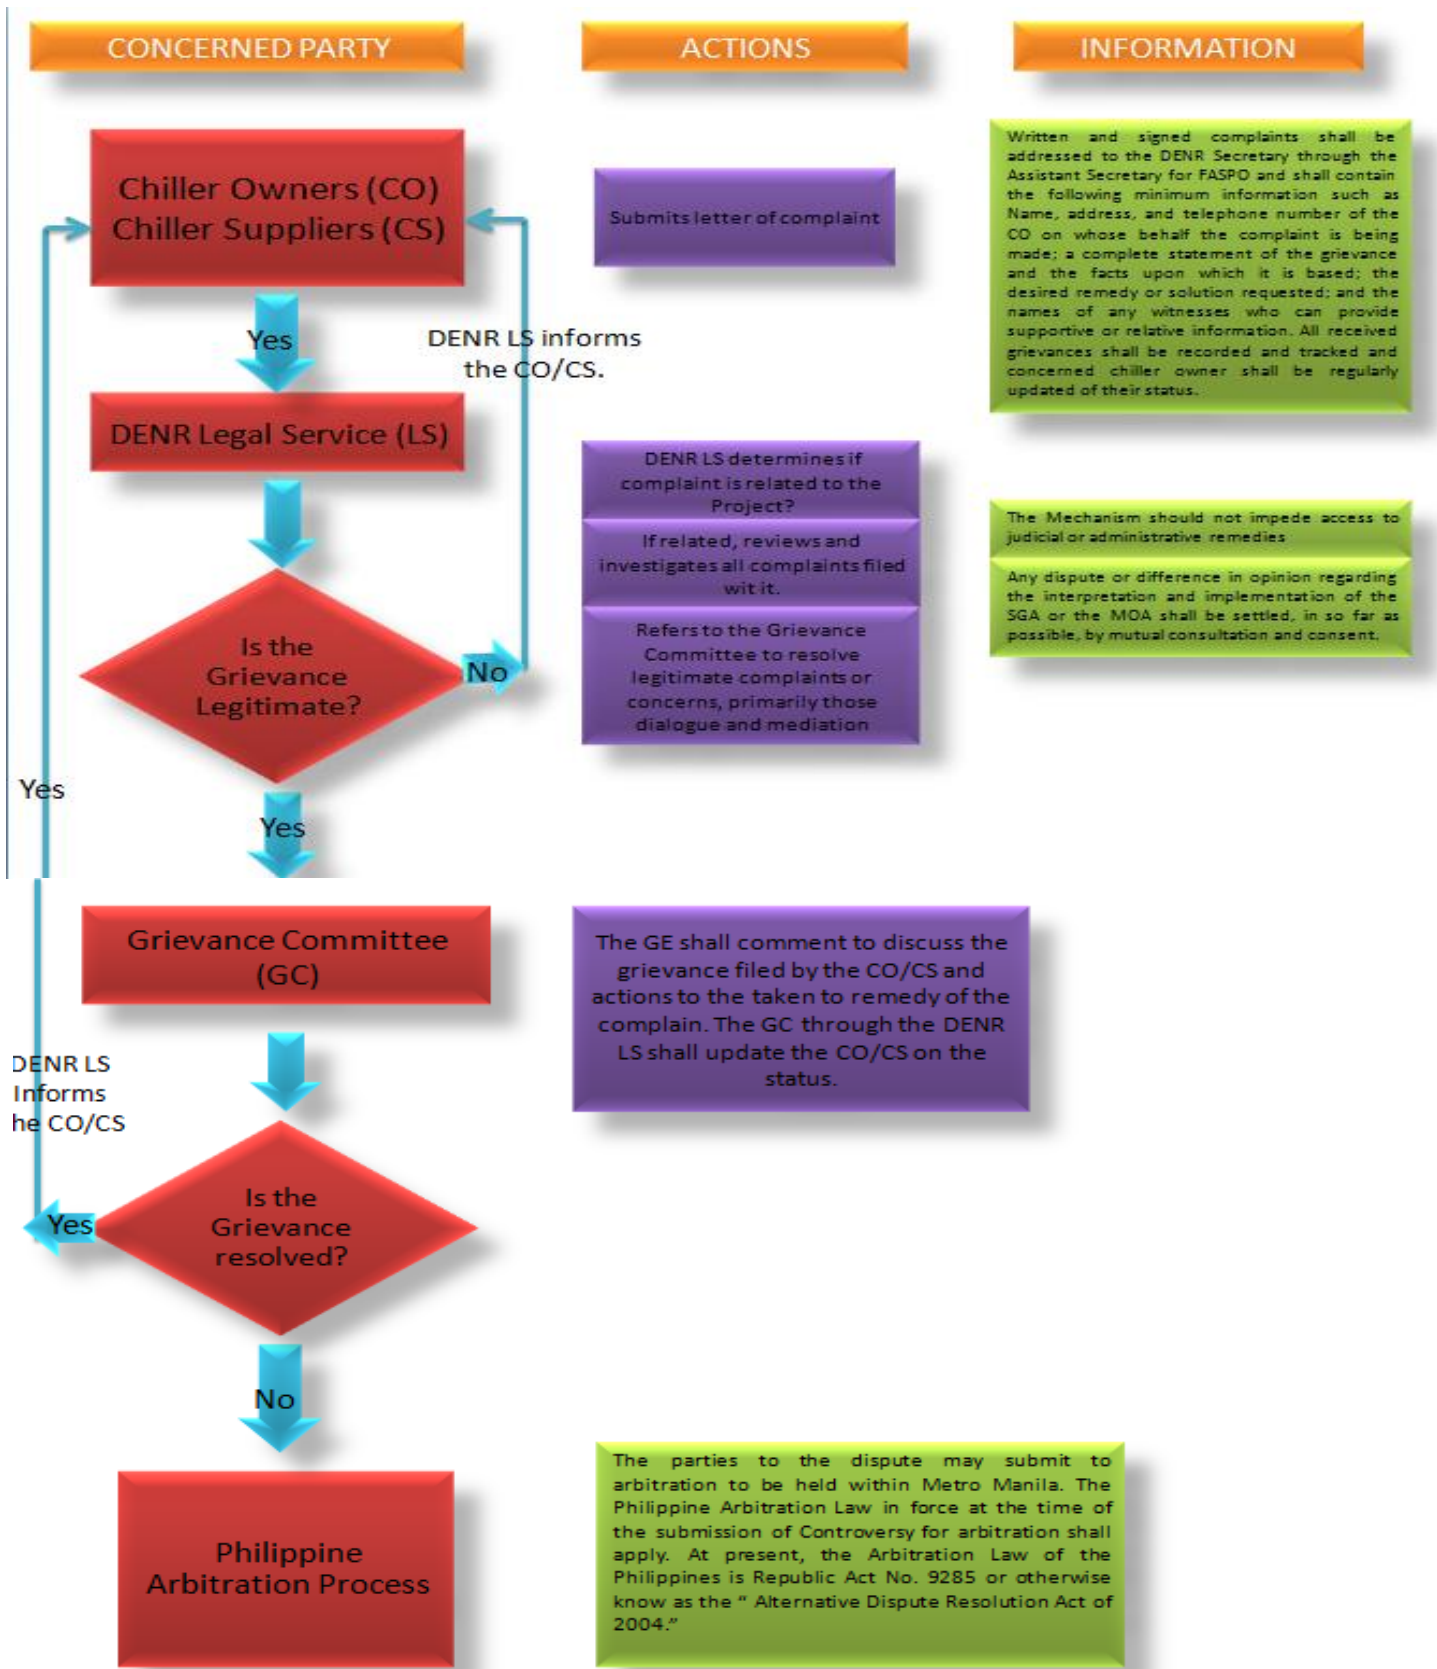 CONCERNED PARTY
ACTIONS
INFORMATION
Chiller Owners (CO)
Chiller Suppliers (CS)
Submits letter of complaint
Written and signed complaints shall be
addressed to the DENR Secretary through the
Assistant Secretary for FASPO and shall contain
the following minimum information such as
Name, address, and telephone number of the
CO on whose behalf the complaint is being
made; a complete statement of the grievance
and the facts upon which it is based; the
desired remedy or solution requested; and the
names of any witnesses who can provide
supportive or relative information. All received
grievances shall be recorded and tracked and
concerned chiller owner shall be regularly
updated of their status.
Yes
DENR LS informs
the CO/CS.
DENR Legal Service (LS)
DENR LS determines if
complaint is related to the
Project?
If related, reviews and
investigates all complaints filed
wit it.
Refers to the Grievance
Committee to resolve
legitimate complaints or
concerns, primarily those
dialogue and mediation
The Mechanism should not impede access to
judicial or administrative remedies
Any dispute or difference in opinion regarding
the interpretation and implementation of the
SGA or the MOA shall be settled, in so far as
possible, by mutual consultation and consent.
Is the
Grievance
Legitimate?
No
Yes
Yes
Grievance Committee
(GC)
The GE shall comment to discuss the
grievance filed by the CO/CS and
actions to the taken to remedy of the
complain. The GC through the DENR
LS shall update the CO/CS on the
status.
DENR LS
Informs
he CO/CS
Is the
Grievance
resolved?
Yes
No
Philippine
Arbitration Process
The parties to the dispute may submit to
arbitration to be held within Metro Manila. The
Philippine Arbitration Law in force at the time of
the submission of Controversy for arbitration shall
apply. At present, the Arbitration Law of the
Philippines is Republic Act No. 9285 or otherwise
know as the “ Alternative Dispute Resolution Act of
2004.”